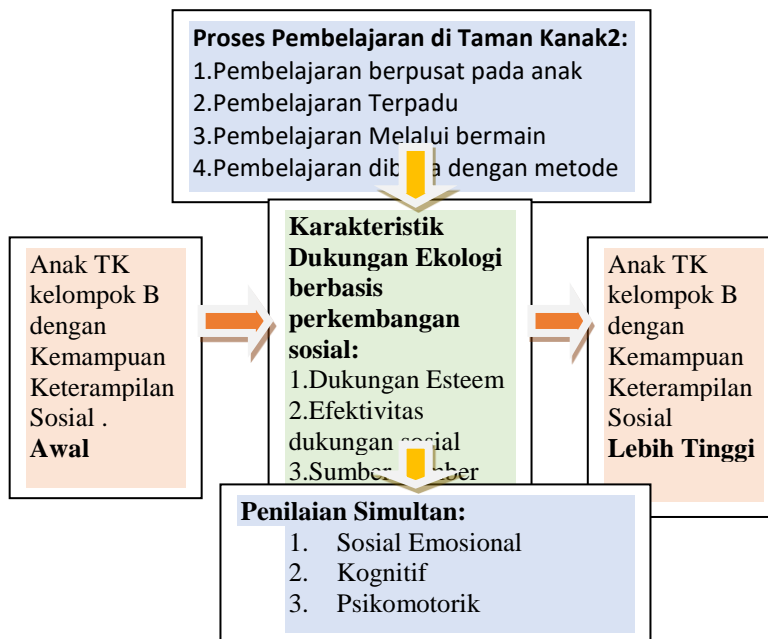 Proses Pembelajaran di Taman Kanak2:
1.Pembelajaran berpusat pada anak
2.Pembelajaran Terpadu
3.Pembelajaran Melalui bermain
4.Pembelajaran dengan metode
Anak TK
kelompok B
dengan
Kemampuan
Keterampilan
Sosial .
Awal
Karakteristik
Dukungan Ekologi
berbasis
perkembangan
sosial:
1.Dukungan Esteem
2.Efektivitas
dukungan sosial
3.Sumber
Anak TK
kelompok B
dengan
Kemampuan
Keterampilan
Sosial
Lebih Tinggi
Penilaian Simultan:
1. Sosial Emosional
2. Kognitif
3. Psikomotorik